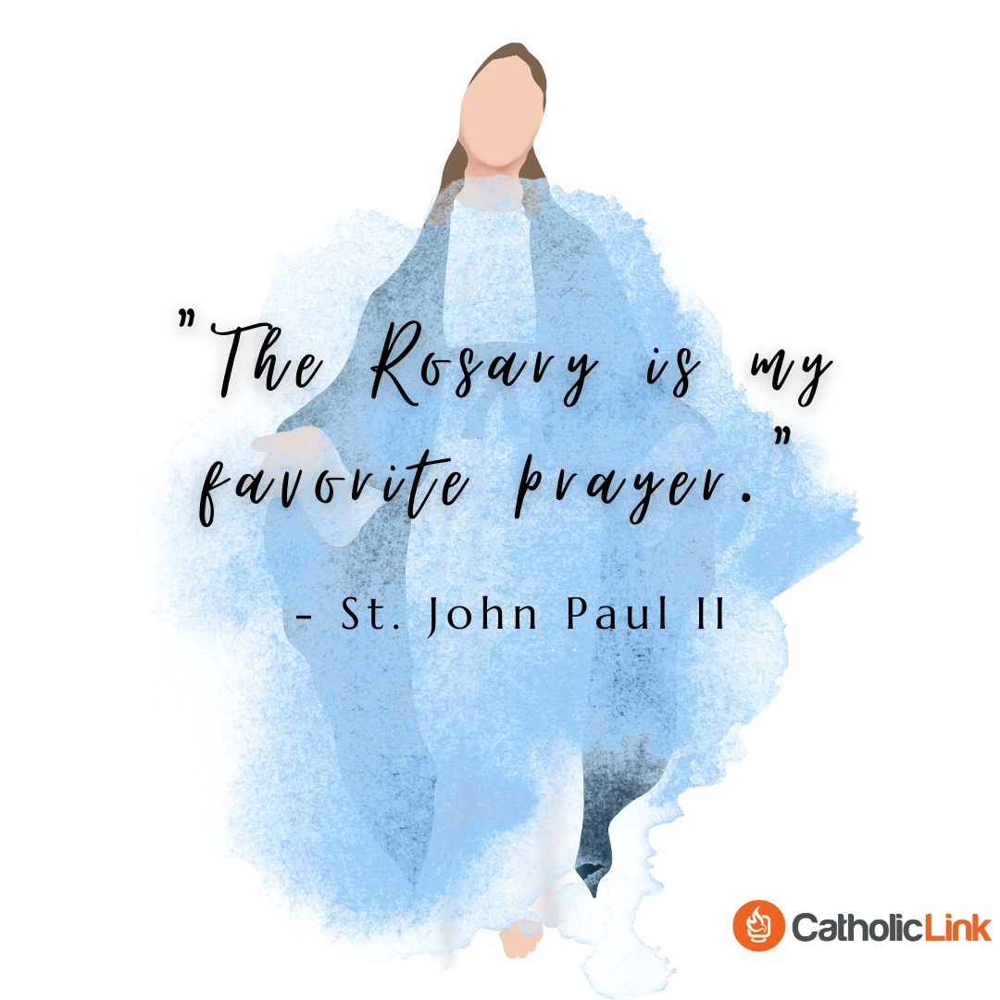 "The Rosary is my
favorite prayer."
- St. John Paul II
CatholicLink